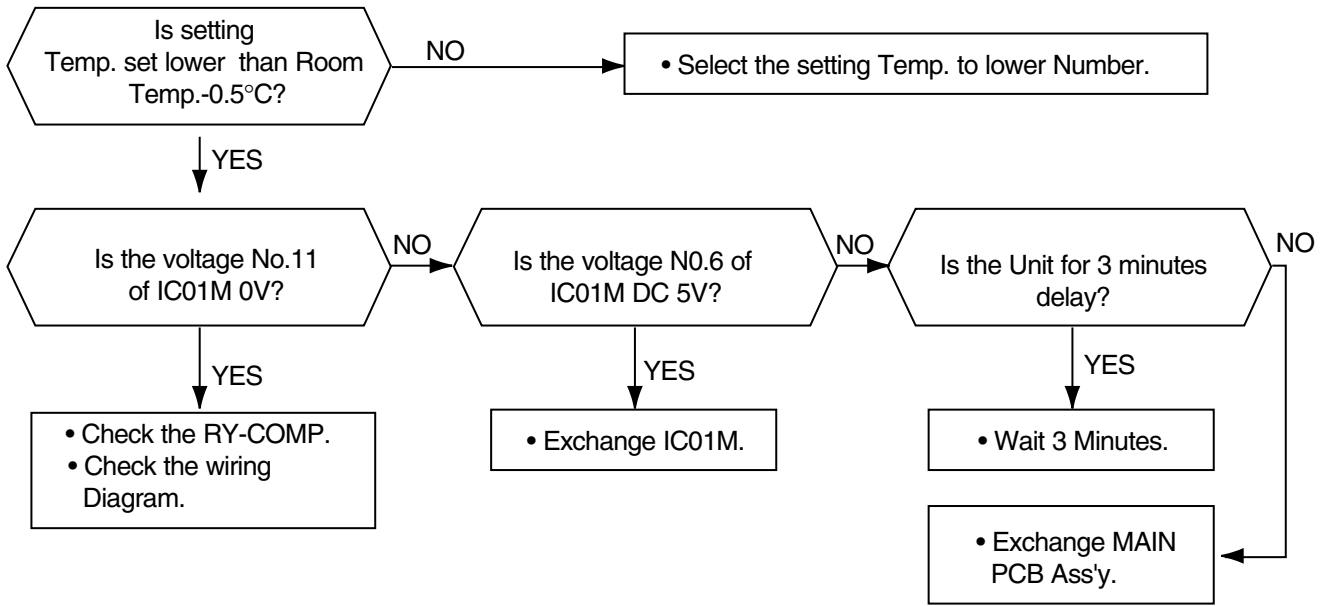 Is setting
Temp. set lower than Room
Temp.-0.5°C?
NO
• Select the setting Temp. to lower Number.
YES
Is the voltage No.11
of IC01M 0V?
NO
Is the voltage N0.6 of
IC01M DC 5V?
NO
Is the Unit for 3 minutes
delay?
NO
YES
• Check the RY-COMP.
• Check the wiring
Diagram.
YES
• Exchange IC01M.
YES
• Wait 3 Minutes.
• Exchange MAIN
PCB Ass'y.